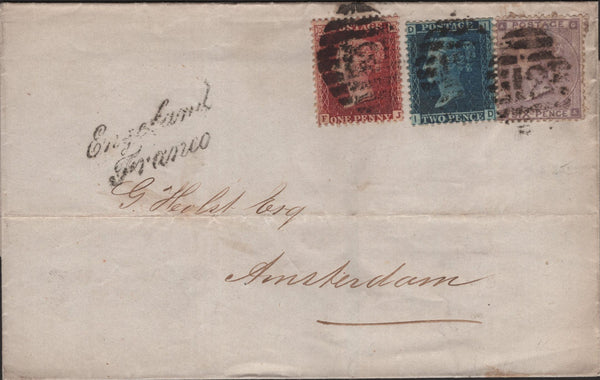 POSTAGE POSTAGE POSTAGE
ONE PENNY TWO PENCE SIX PENCE
England
Franco
G. Holst Esq
Amsterdam